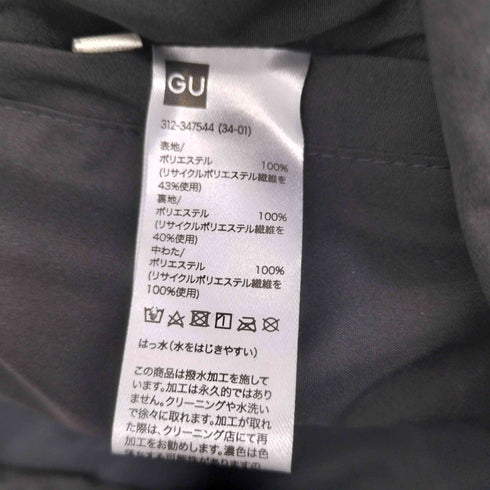 GU
312-347544 (34-01)
表地/
ポリエステル 100%
(リサイクルポリエステル繊維を
43%使用)
裏地/
ポリエステル 100%
(リサイクルポリエステル繊維を
40%使用)
中わた/
ポリエステル 100%
(リサイクルポリエステル繊維を
100%使用)
はっ水(水をはじきやすい)
この商品は撥水加工を施して
います。加工は永久的ではあり
ません。クリーニングや水洗い
で徐々に取れます。加工が取れ
た際は、クリーニング店にて再
加工をお勧めします。濃色は色